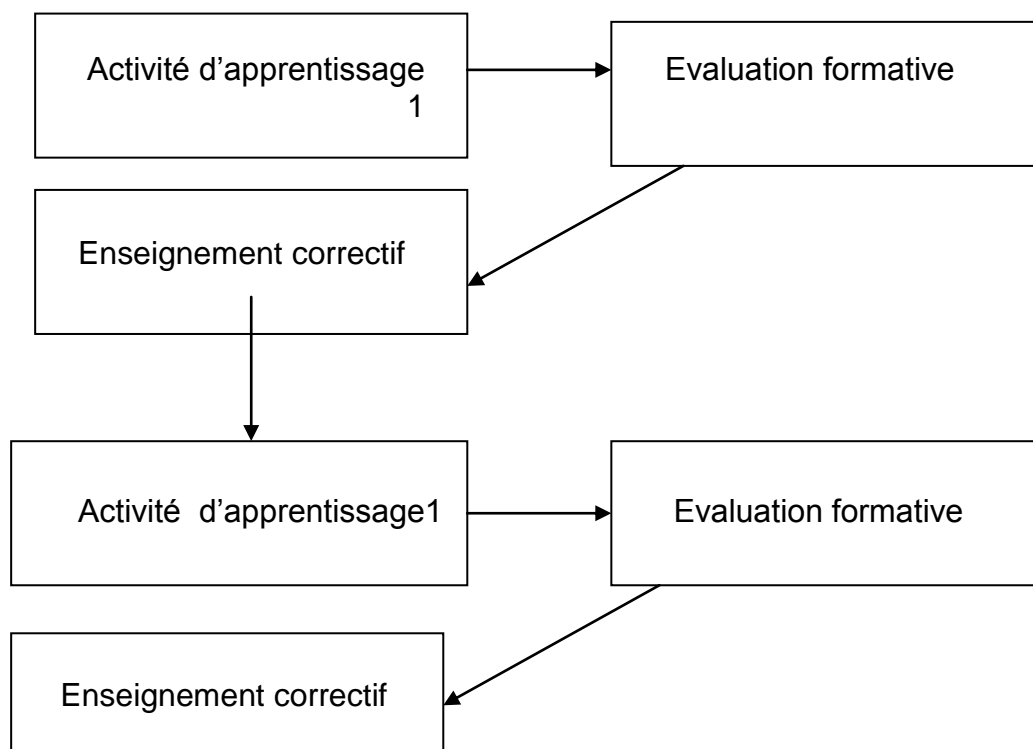 Activité d’apprentissage
1
Evaluation formative
Enseignement correctif
Activité  d’apprentissage1
Evaluation formative
Enseignement correctif